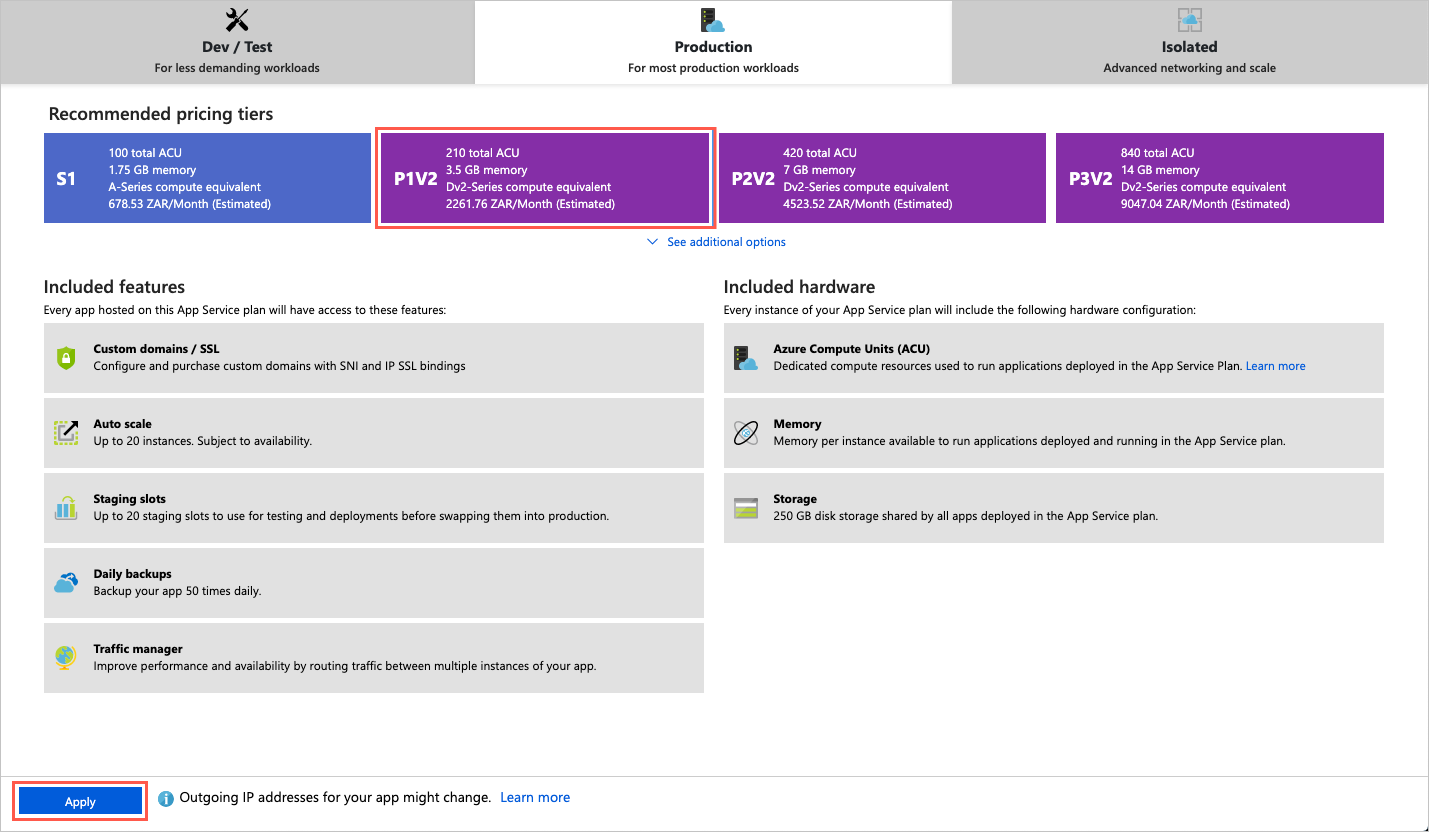 Dev / Test
For less demanding workloads
Production
For most production workloads
Isolated
Advanced networking and scale
Recommended pricing tiers
S1
100 total ACU
1.75 GB memory
A-Series compute equivalent
678.53 ZAR/Month (Estimated)
P1V2
210 total ACU
3.5 GB memory
Dv2-Series compute equivalent
2261.76 ZAR/Month (Estimated)
P2V2
420 total ACU
7 GB memory
Dv2-Series compute equivalent
4523.52 ZAR/Month (Estimated)
P3V2
840 total ACU
14 GB memory
Dv2-Series compute equivalent
9047.04 ZAR/Month (Estimated)
See additional options
Included features
Every app hosted on this App Service plan will have access to these features:
Custom domains / SSL
Configure and purchase custom domains with SNI and IP SSL bindings
Auto scale
Up to 20 instances. Subject to availability.
Staging slots
Up to 20 staging slots to use for testing and deployments before swapping them into production.
Daily backups
Backup your app 50 times daily.
Traffic manager
Improve performance and availability by routing traffic between multiple instances of your app.
Included hardware
Every instance of your App Service plan will include the following hardware configuration:
Azure Compute Units (ACU)
Dedicated compute resources used to run applications deployed in the App Service Plan. Learn more
Memory
Memory per instance available to run applications deployed and running in the App Service plan.
Storage
250 GB disk storage shared by all apps deployed in the App Service plan.
Apply
Outgoing IP addresses for your app might change. Learn more